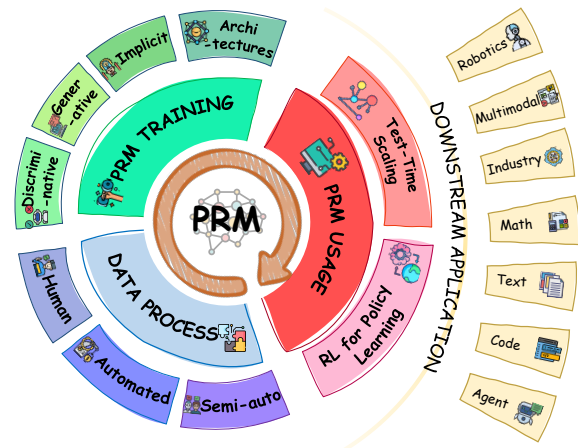 Archi
-tectures
Implicit
Gener
-ative
Discrimi
-native
PRM TRAINING
PRM
DATA PROCESS
Human
Automated
Semi-auto
PRM USAGE
Test-Time
Scaling
RL for Policy
Learning
DOWNSTREAM APPLICATION
Robotics
Multimodal
Industry
Math
Text
Code
Agent